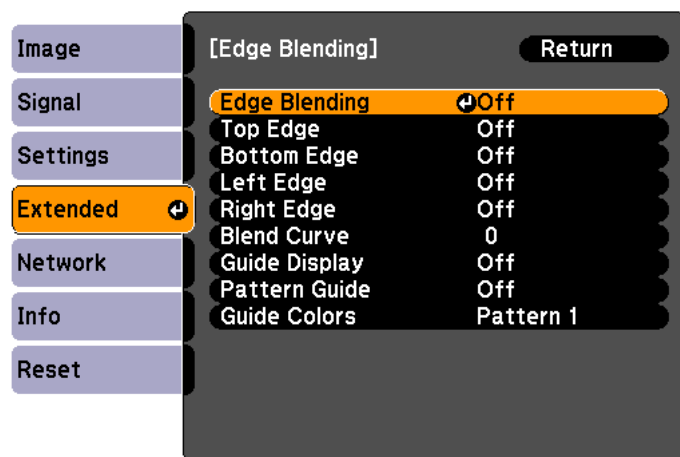 Image
Signal
Settings
Extended
Network
Info
Reset
[Edge Blending] Return
Edge Blending Off
Top Edge Off
Bottom Edge Off
Left Edge Off
Right Edge Off
Blend Curve 0
Guide Display Off
Pattern Guide Off
Guide Colors Pattern 1